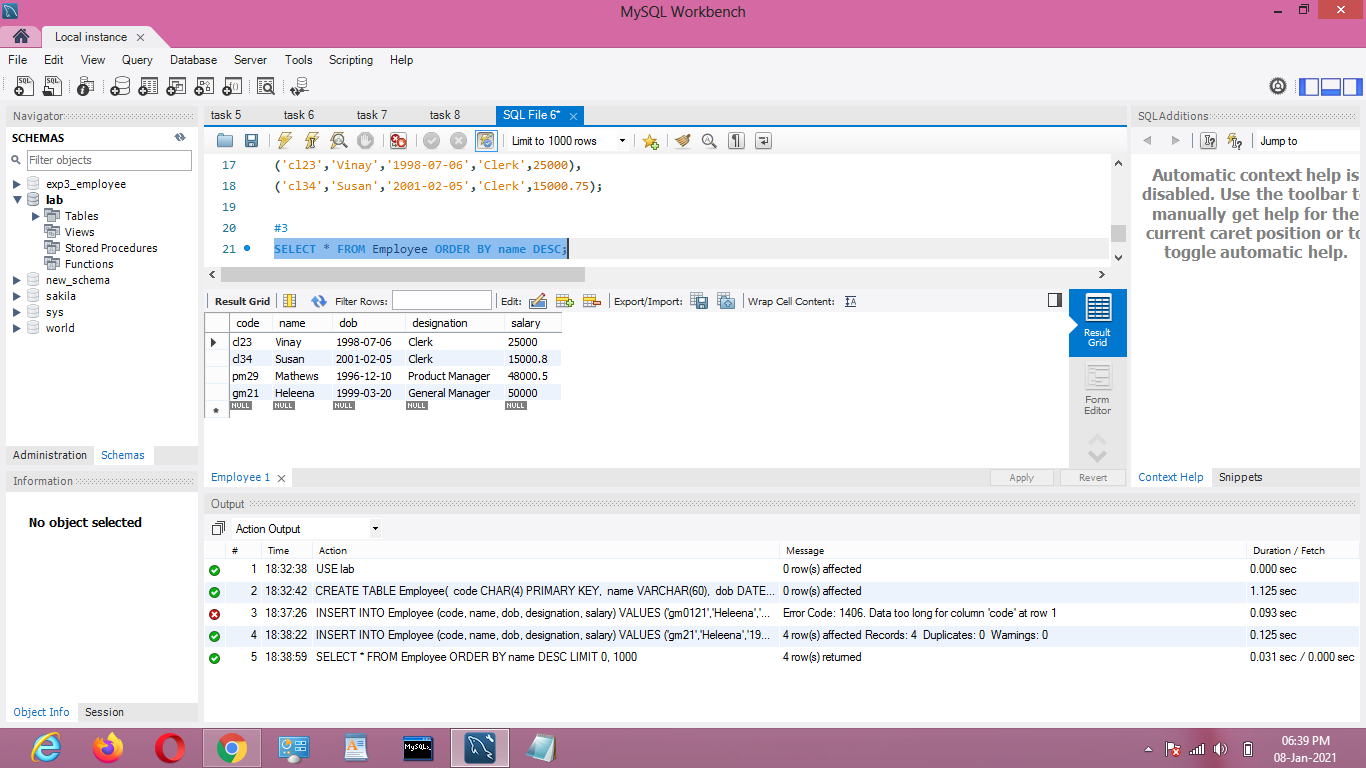 MySQL Workbench
Local instance
File Edit View Query Database Server Tools Scripting Help
Navigator
SCHEMAS
Filter objects
exp3_employee
lab
Tables
Views
Stored Procedures
Functions
new_schema
sakila
sys
world
Administration Schemas
Information
No object selected
Object Info Session
task 5 task 6 task 7 task 8 SQL File 6*
Limit to 1000 rows
17 ('cl23','Vinay','1998-07-06','Clerk',25000),
18 ('cl34','Susan','2001-02-05','Clerk',15000.75);
19
20 #3
21 SELECT * FROM Employee ORDER BY name DESC;
Result Grid Filter Rows: Edit: Export/Import: Wrap Cell Content:
code name dob designation salary
cl23 Vinay 1998-07-06 Clerk 25000
cl34 Susan 2001-02-05 Clerk 15000.8
pm29 Mathews 1996-12-10 Product Manager 48000.5
gm21 Heleena 1999-03-20 General Manager 50000
NULL NULL NULL NULL NULL
Result
Grid
Form
Editor
Employee 1 Apply Revert
SQLAdditions
Jump to
Automatic context help is
disabled. Use the toolbar t
manually get help for the
current caret position or to
toggle automatic help.
Context Help Snippets
Output
Action Output
# Time Action Message Duration / Fetch
1 18:32:38 USE lab 0 row(s) affected 0.000 sec
2 18:32:42 CREATE TABLE Employee( code CHAR(4) PRIMARY KEY, name VARCHAR(60), dob DATE... 0 row(s) affected 1.125 sec
3 18:37:26 INSERT INTO Employee (code, name, dob, designation, salary) VALUES ('gm0121','Heleena','... Error Code: 1406. Data too long for column 'code' at row 1 0.093 sec
4 18:38:22 INSERT INTO Employee (code, name, dob, designation, salary) VALUES ('gm21','Heleena','19... 4 row(s) affected Records: 4 Duplicates: 0 Warnings: 0 0.125 sec
5 18:38:59 SELECT * FROM Employee ORDER BY name DESC LIMIT 0, 1000 4 row(s) returned 0.031 sec / 0.000 sec
06:39 PM
08-Jan-2021